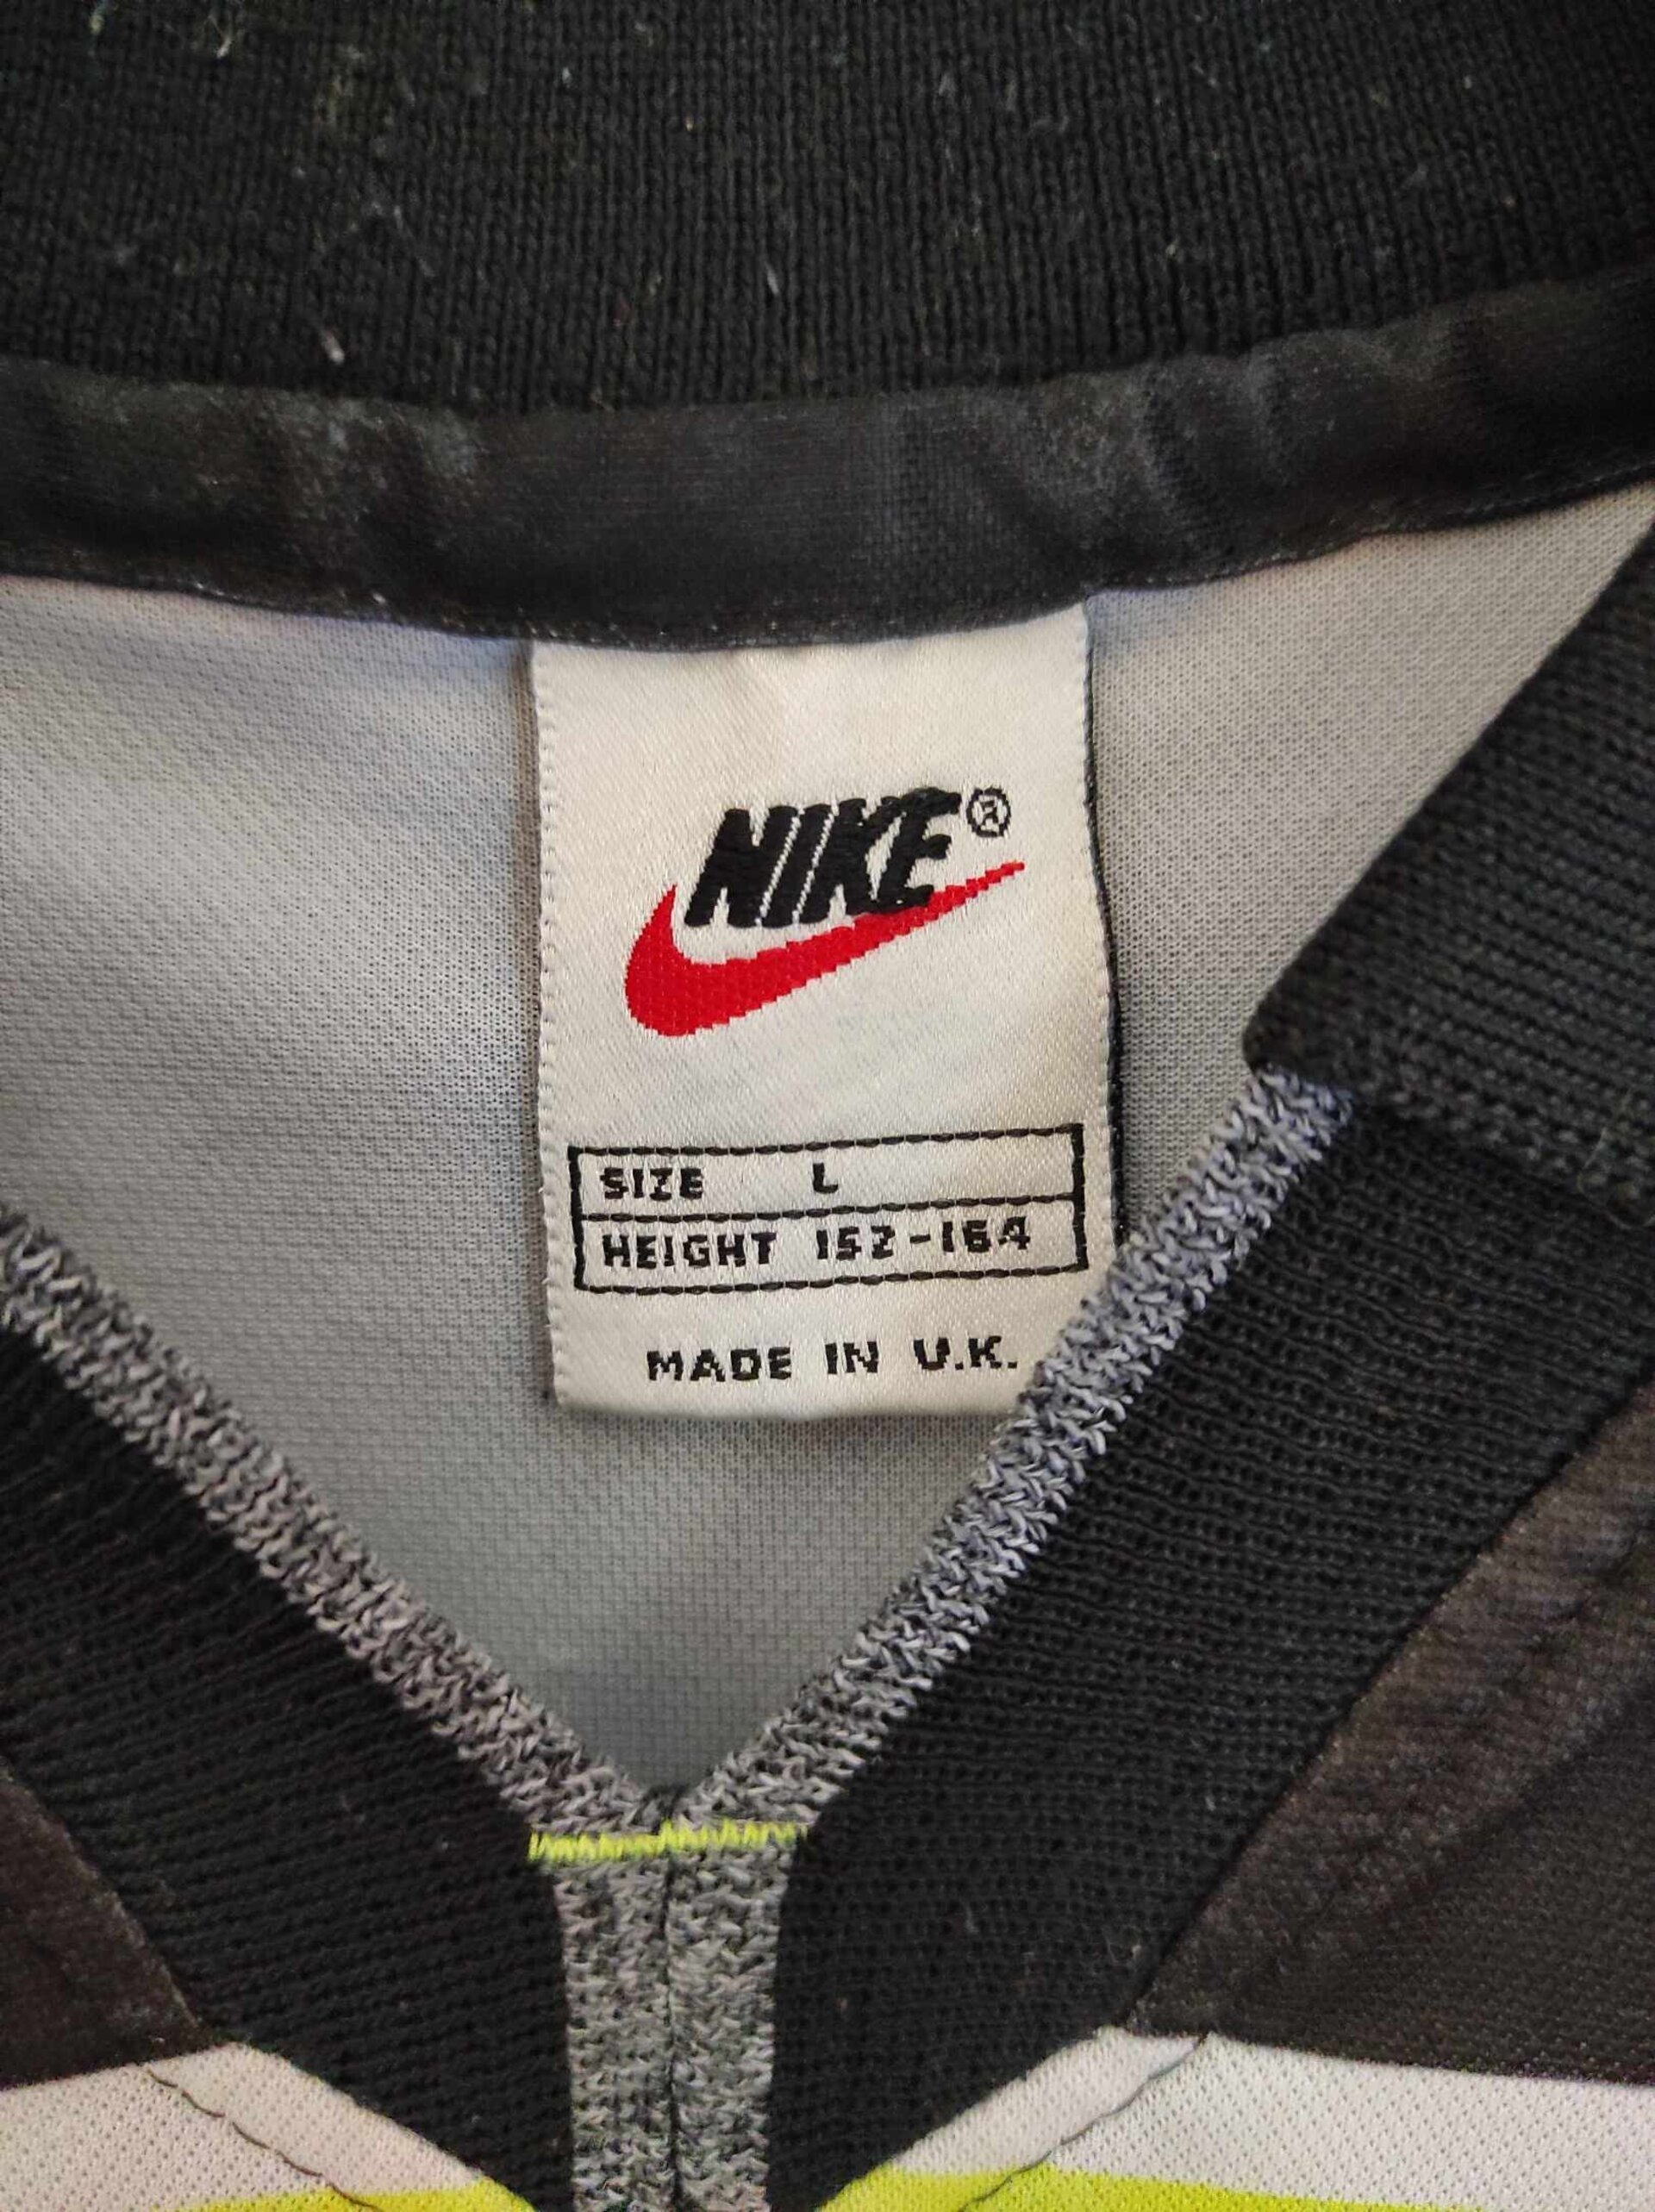 NIKE®
SIZE L
HEIGHT 152-164
MADE IN U.K.